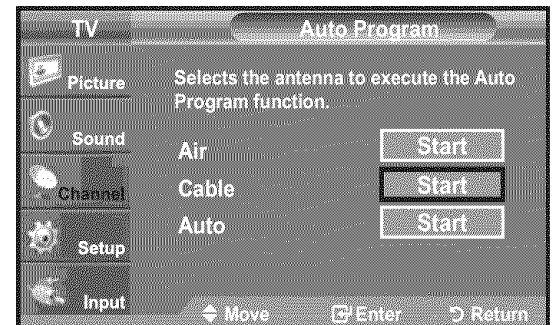 TV
Auto Program
Picture
Sound
Channel
Setup
Input
Selects the antenna to execute the Auto
Program function.
Air Start
Cable Start
Auto Start
Move Enter Return